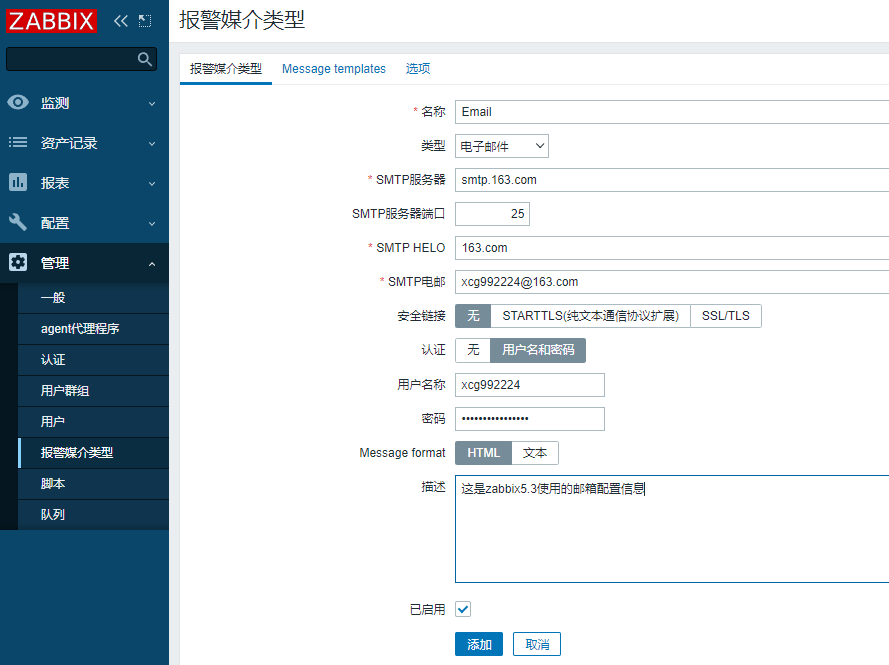 ZABBIX
监测
资产记录
报表
配置
管理
一般
agent代理程序
认证
用户群组
用户
报警媒介类型
脚本
队列
报警媒介类型
报警媒介类型 Message templates 选项
* 名称 Email
类型 电子邮件
* SMTP服务器 smtp.163.com
SMTP服务器端口 25
* SMTP HELO 163.com
* SMTP电邮 xcg992224@163.com
安全链接 无 STARTTLS(纯文本通信协议扩展) SSL/TLS
认证 无 用户名和密码
用户名称 xcg992224
密码 ••••••••••••••••
Message format HTML 文本
描述 这是zabbix5.3使用的邮箱配置信息
已启用
添加 取消